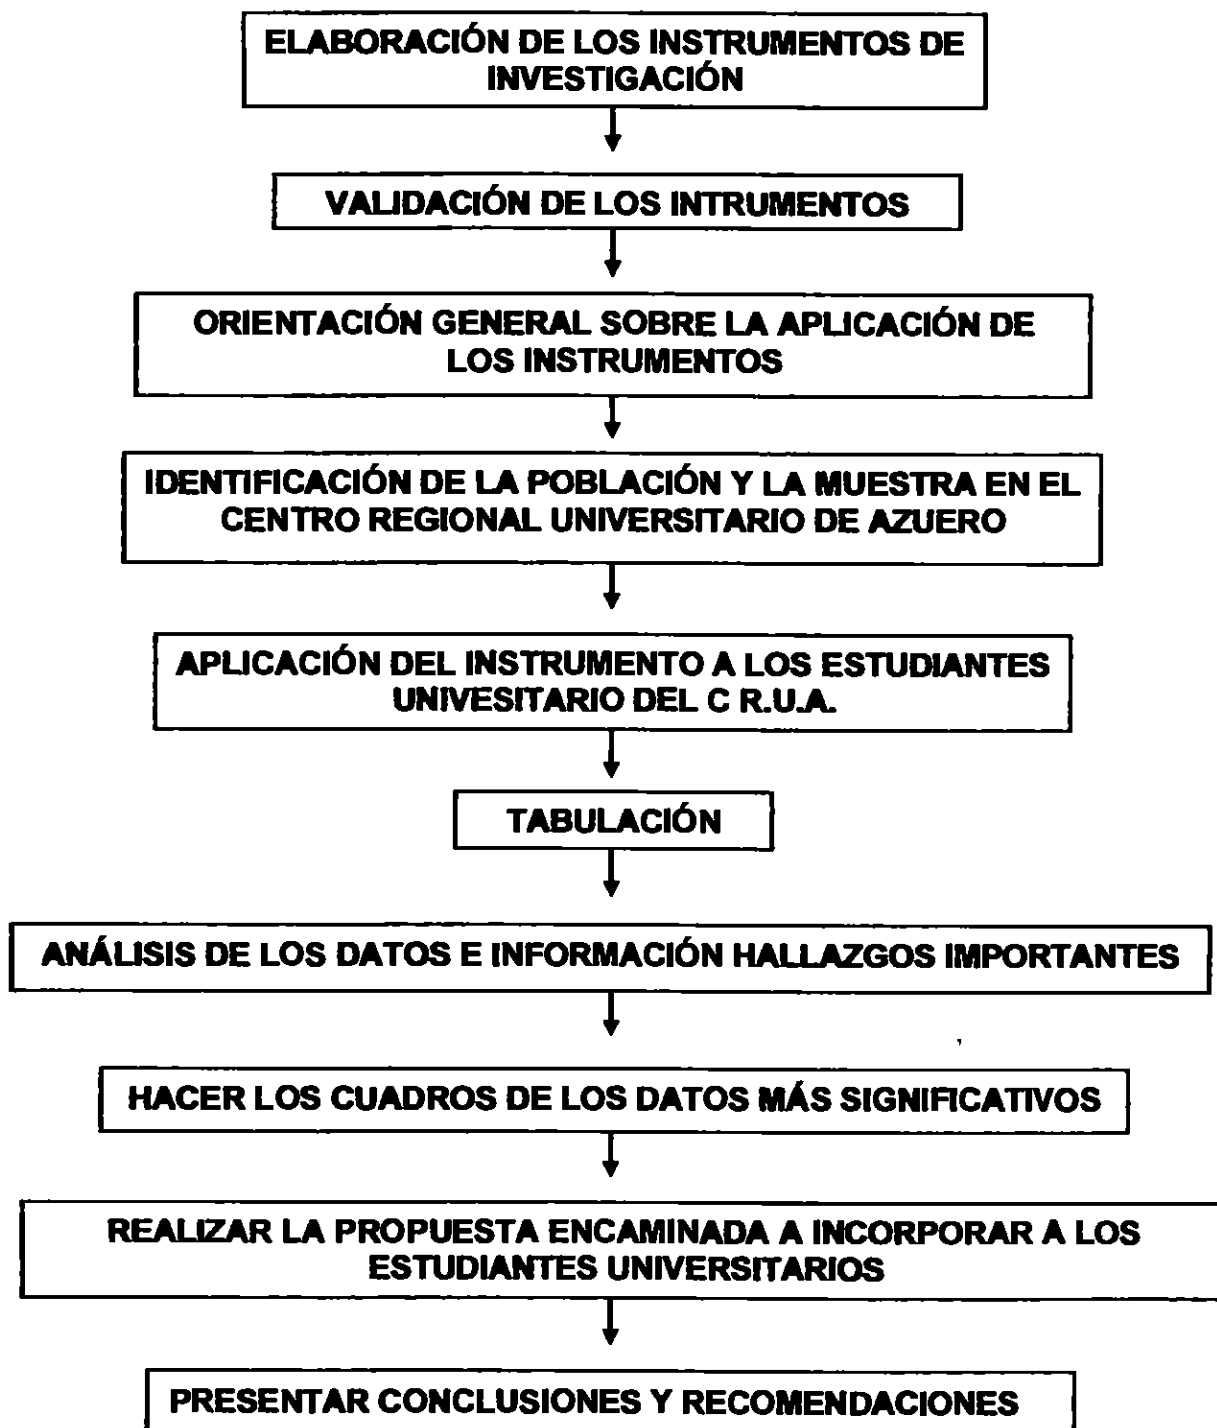 ELABORACIÓN DE LOS INSTRUMENTOS DE
INVESTIGACIÓN
VALIDACIÓN DE LOS INTRUMENTOS
ORIENTACIÓN GENERAL SOBRE LA APLICACIÓN DE
LOS INSTRUMENTOS
IDENTIFICACIÓN DE LA POBLACIÓN Y LA MUESTRA EN EL
CENTRO REGIONAL UNIVERSITARIO DE AZUERO
APLICACIÓN DEL INSTRUMENTO A LOS ESTUDIANTES
UNIVESITARIO DEL C R.U.A.
TABULACIÓN
ANÁLISIS DE LOS DATOS E INFORMACIÓN HALLAZGOS IMPORTANTES
HACER LOS CUADROS DE LOS DATOS MÁS SIGNIFICATIVOS
REALIZAR LA PROPUESTA ENCAMINADA A INCORPORAR A LOS
ESTUDIANTES UNIVERSITARIOS
PRESENTAR CONCLUSIONES Y RECOMENDACIONES